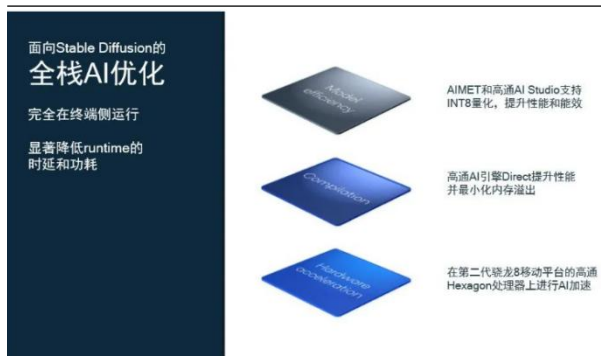 面向Stable Diffusion的
全栈AI优化
完全在终端侧运行
显著降低runtime的
时延和功耗
Model
efficiency
AIMET和高通AI Studio支持
INT8量化，提升性能和能效
Compilation
高通AI引擎Direct提升性能
并最小化内存溢出
Hardware
acceleration
在第二代骁龙8移动平台的高通
Hexagon处理器上进行AI加速